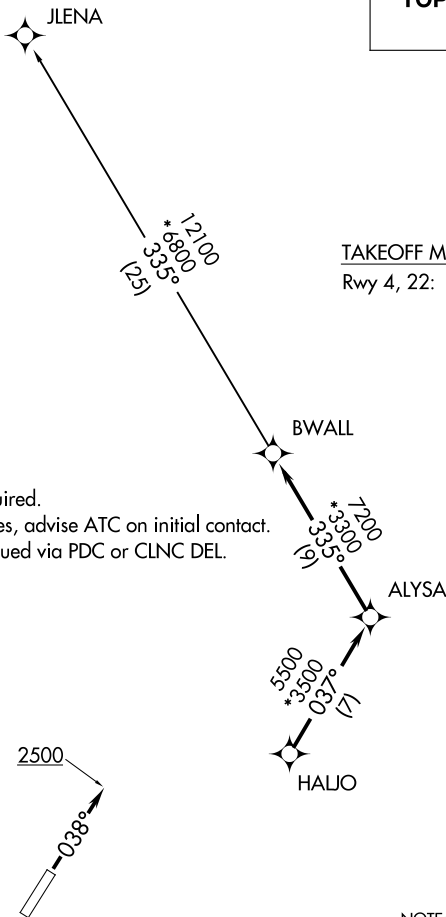 TOP
JLENA
12100
*6800
335°
(25)
TAKEOFF M
Rwy 4, 22:
BWALL
uired.
es, advise ATC on initial contact.
ued via PDC or CLNC DEL.
7200
*3300
335°
(9)
ALYSA
5500
*3500
037°
(7)
HALJO
2500
038°
NOTE